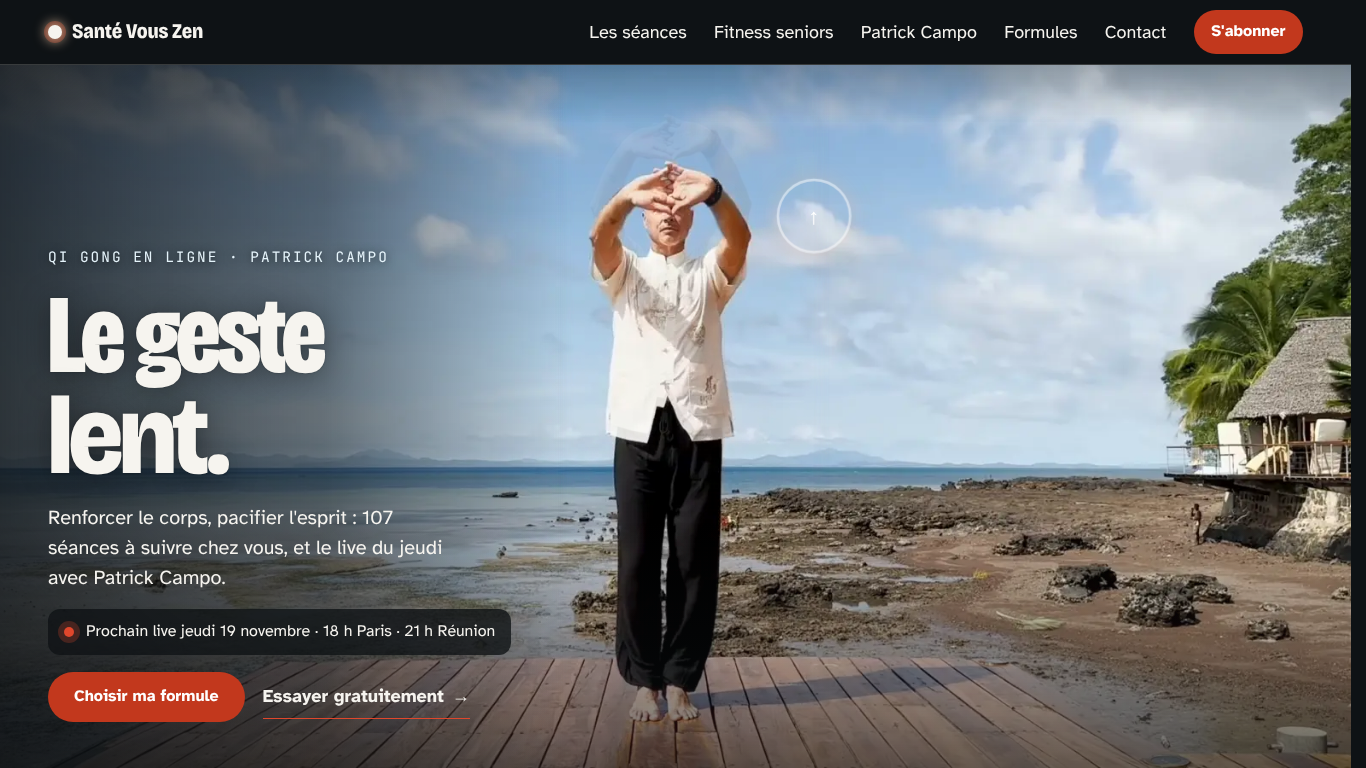 Santé Vous Zen
Les séances
Fitness seniors
Patrick Campo
Formules
Contact
S'abonner
↑
QI GONG EN LIGNE · PATRICK CAMPO
Le geste
lent.
Renforcer le corps, pacifier l'esprit : 107
séances à suivre chez vous, et le live du jeudi
avec Patrick Campo.
Prochain live jeudi 19 novembre · 18 h Paris · 21 h Réunion
Choisir ma formule
Essayer gratuitement →